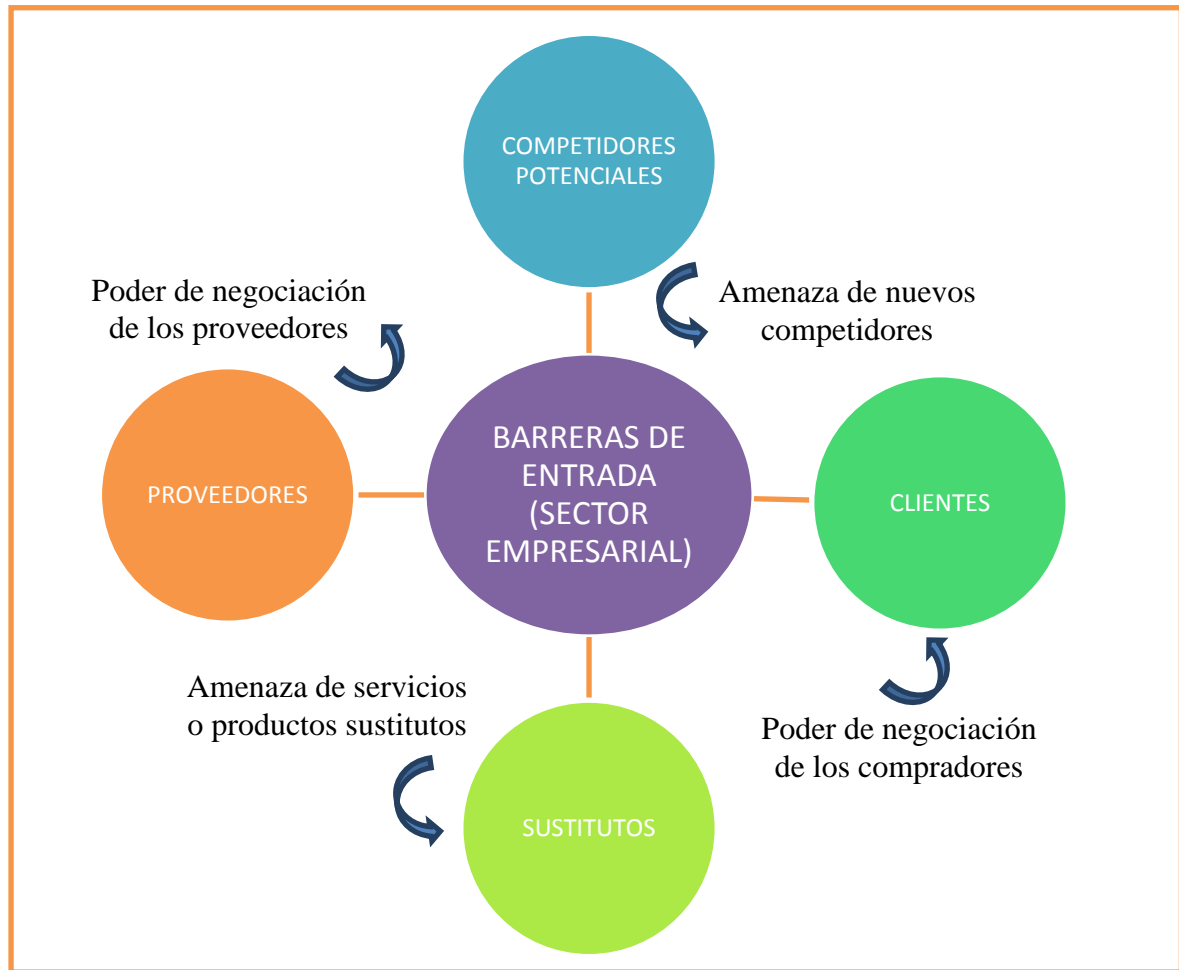 COMPETIDORES
POTENCIALES
Poder de negociación
de los proveedores
Amenaza de nuevos
competidores
PROVEEDORES
BARRERAS DE
ENTRADA
(SECTOR
EMPRESARIAL)
CLIENTES
Amenaza de servicios
o productos sustitutos
Poder de negociación
de los compradores
SUSTITUTOS